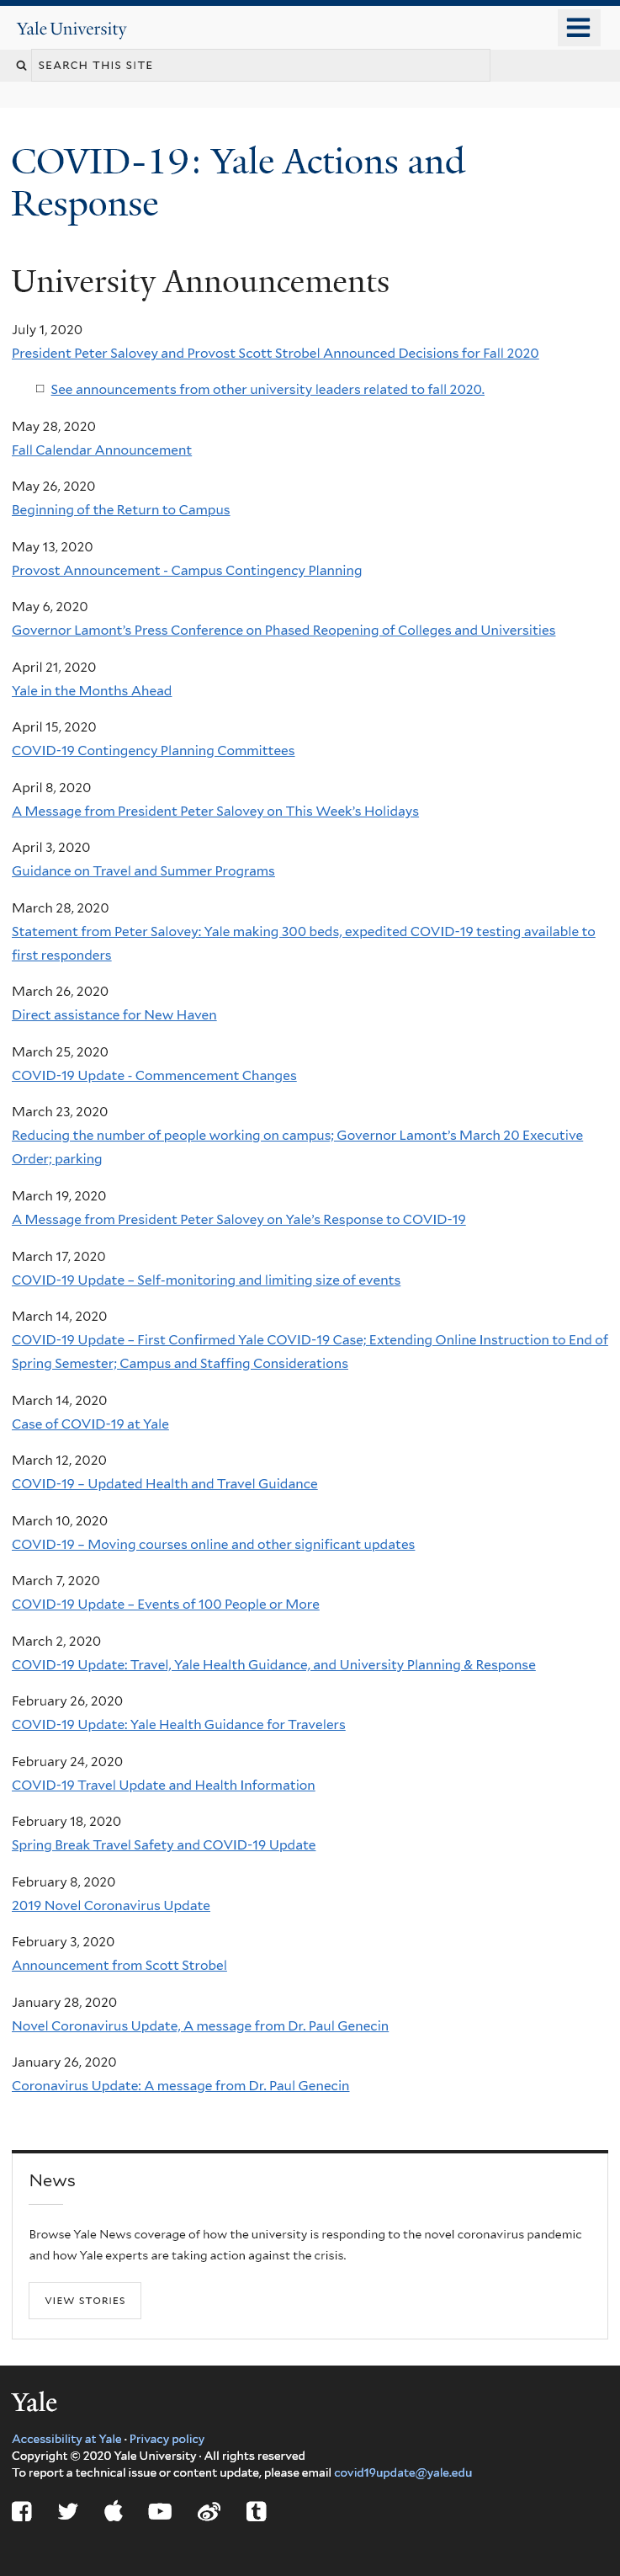 Yale University
SEARCH THIS SITE
COVID-19: Yale Actions and
Response
University Announcements
July 1, 2020
President Peter Salovey and Provost Scott Strobel Announced Decisions for Fall 2020
See announcements from other university leaders related to fall 2020.
May 28, 2020
Fall Calendar Announcement
May 26, 2020
Beginning of the Return to Campus
May 13, 2020
Provost Announcement - Campus Contingency Planning
May 6, 2020
Governor Lamont's Press Conference on Phased Reopening of Colleges and Universities
April 21, 2020
Yale in the Months Ahead
April 15, 2020
COVID-19 Contingency Planning Committees
April 8, 2020
A Message from President Peter Salovey on This Week's Holidays
April 3, 2020
Guidance on Travel and Summer Programs
March 28, 2020
Statement from Peter Salovey: Yale making 300 beds, expedited COVID-19 testing available to
first responders
March 26, 2020
Direct assistance for New Haven
March 25, 2020
COVID-19 Update - Commencement Changes
March 23, 2020
Reducing the number of people working on campus; Governor Lamont's March 20 Executive
Order; parking
March 19, 2020
A Message from President Peter Salovey on Yale's Response to COVID-19
March 17, 2020
COVID-19 Update – Self-monitoring and limiting size of events
March 14, 2020
COVID-19 Update – First Confirmed Yale COVID-19 Case; Extending Online Instruction to End of
Spring Semester; Campus and Staffing Considerations
March 14, 2020
Case of COVID-19 at Yale
March 12, 2020
COVID-19 – Updated Health and Travel Guidance
March 10, 2020
COVID-19 – Moving courses online and other significant updates
March 7, 2020
COVID-19 Update – Events of 100 People or More
March 2, 2020
COVID-19 Update: Travel, Yale Health Guidance, and University Planning & Response
February 26, 2020
COVID-19 Update: Yale Health Guidance for Travelers
February 24, 2020
COVID-19 Travel Update and Health Information
February 18, 2020
Spring Break Travel Safety and COVID-19 Update
February 8, 2020
2019 Novel Coronavirus Update
February 3, 2020
Announcement from Scott Strobel
January 28, 2020
Novel Coronavirus Update, A message from Dr. Paul Genecin
January 26, 2020
Coronavirus Update: A message from Dr. Paul Genecin
News
Browse Yale News coverage of how the university is responding to the novel coronavirus pandemic
and how Yale experts are taking action against the crisis.
VIEW STORIES
Yale
Accessibility at Yale · Privacy policy
Copyright © 2020 Yale University · All rights reserved
To report a technical issue or content update, please email covid19update@yale.edu